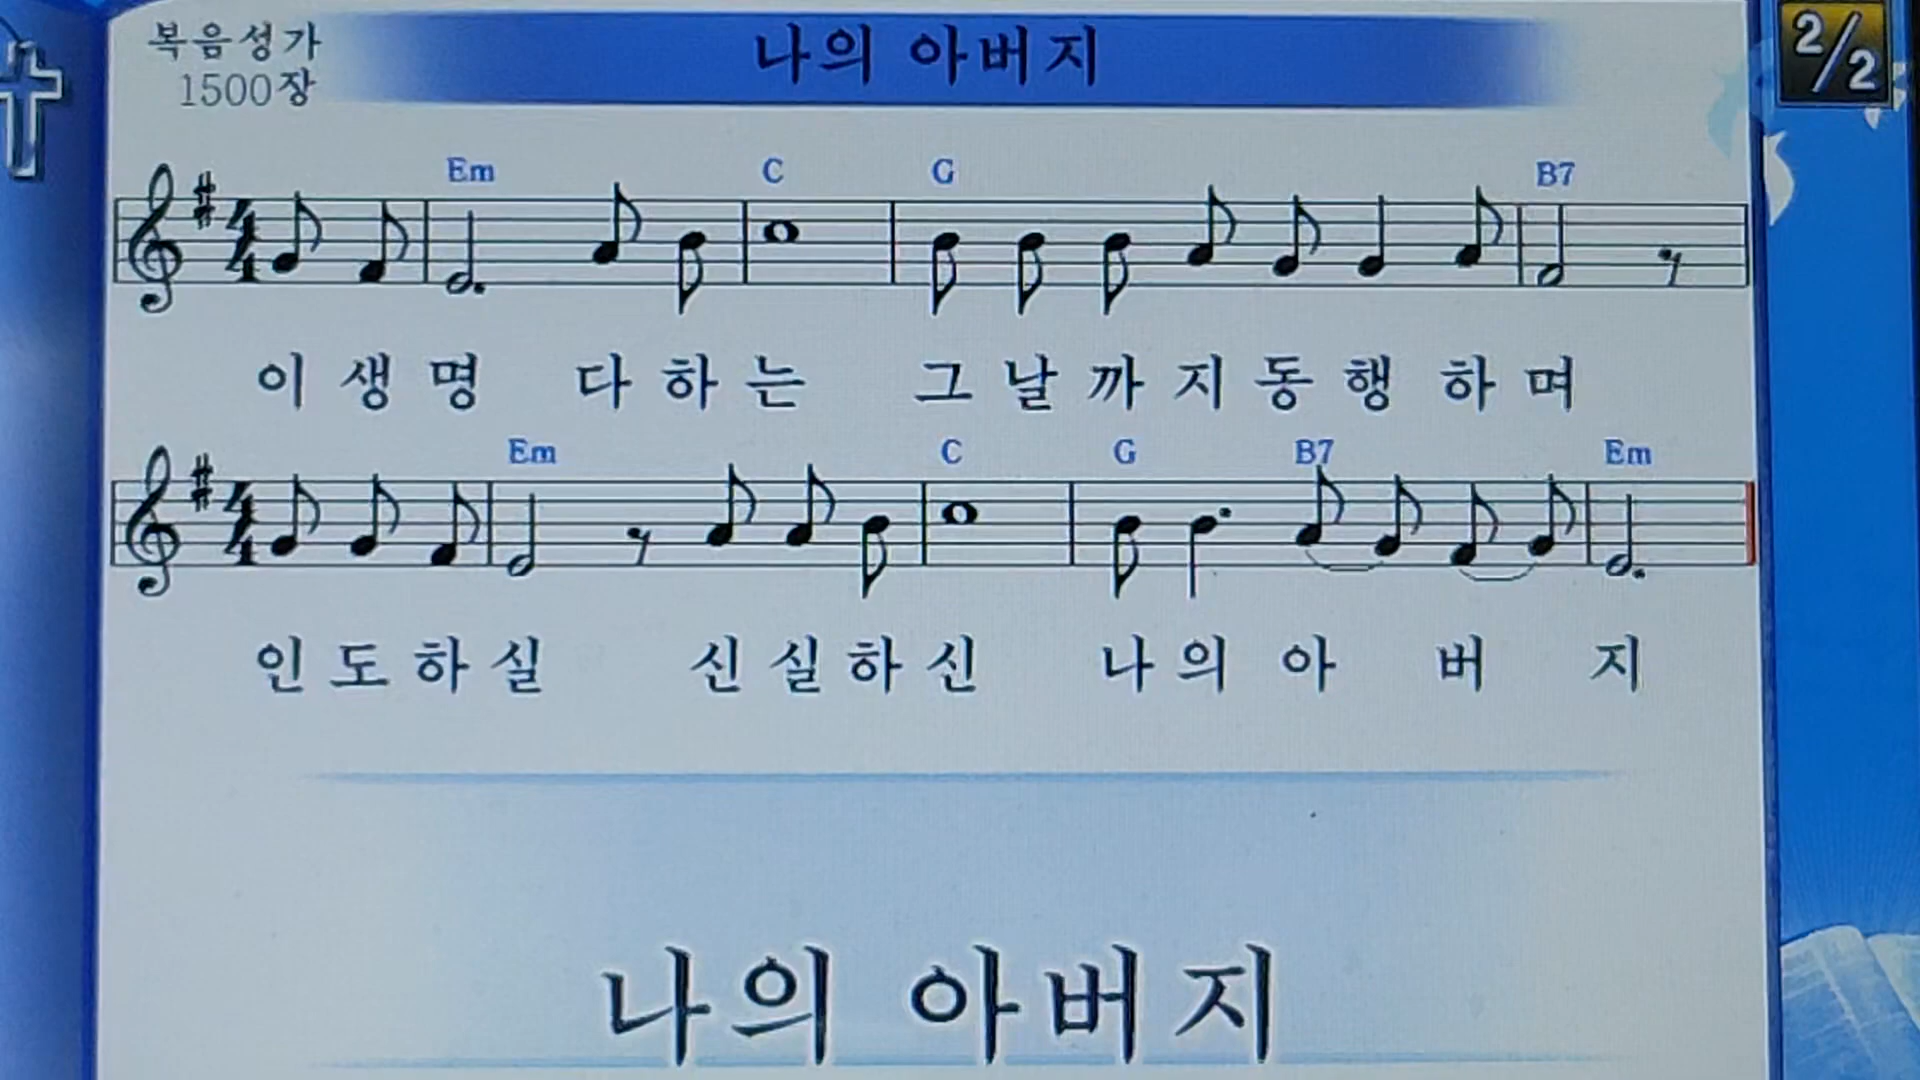 복음성가
1500장
나의 아버지
2/2
Em C G B7
이 생 명 다 하 는 그 날 까 지 동 행 하 며
Em C G B7 Em
인 도 하 실 신 실 하 신 나 의 아 버 지
나의 아버지